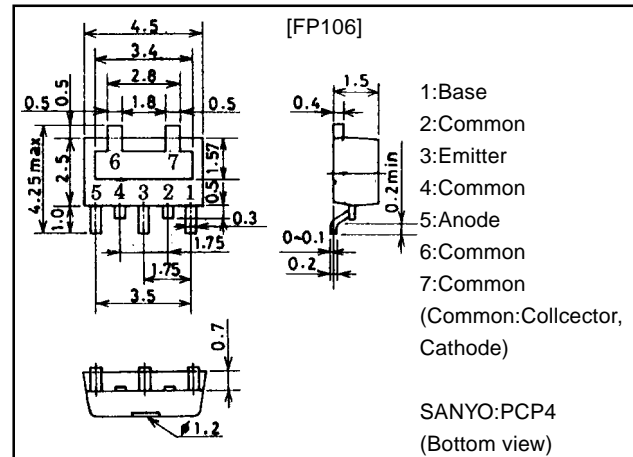 [FP106]
4.5
3.4
2.8
0.5
0.5 1.8 0.5
6 7
1.57
4.25max
2.5
0.5
5 4 3 2 1
1.0
0.3
1.75
1.75
3.5
1.5
0.4
0.2min
0~0.1
0.2
0.7
φ1.2
1:Base
2:Common
3:Emitter
4:Common
5:Anode
6:Common
7:Common
(Common:Collcector,
Cathode)
SANYO:PCP4
(Bottom view)